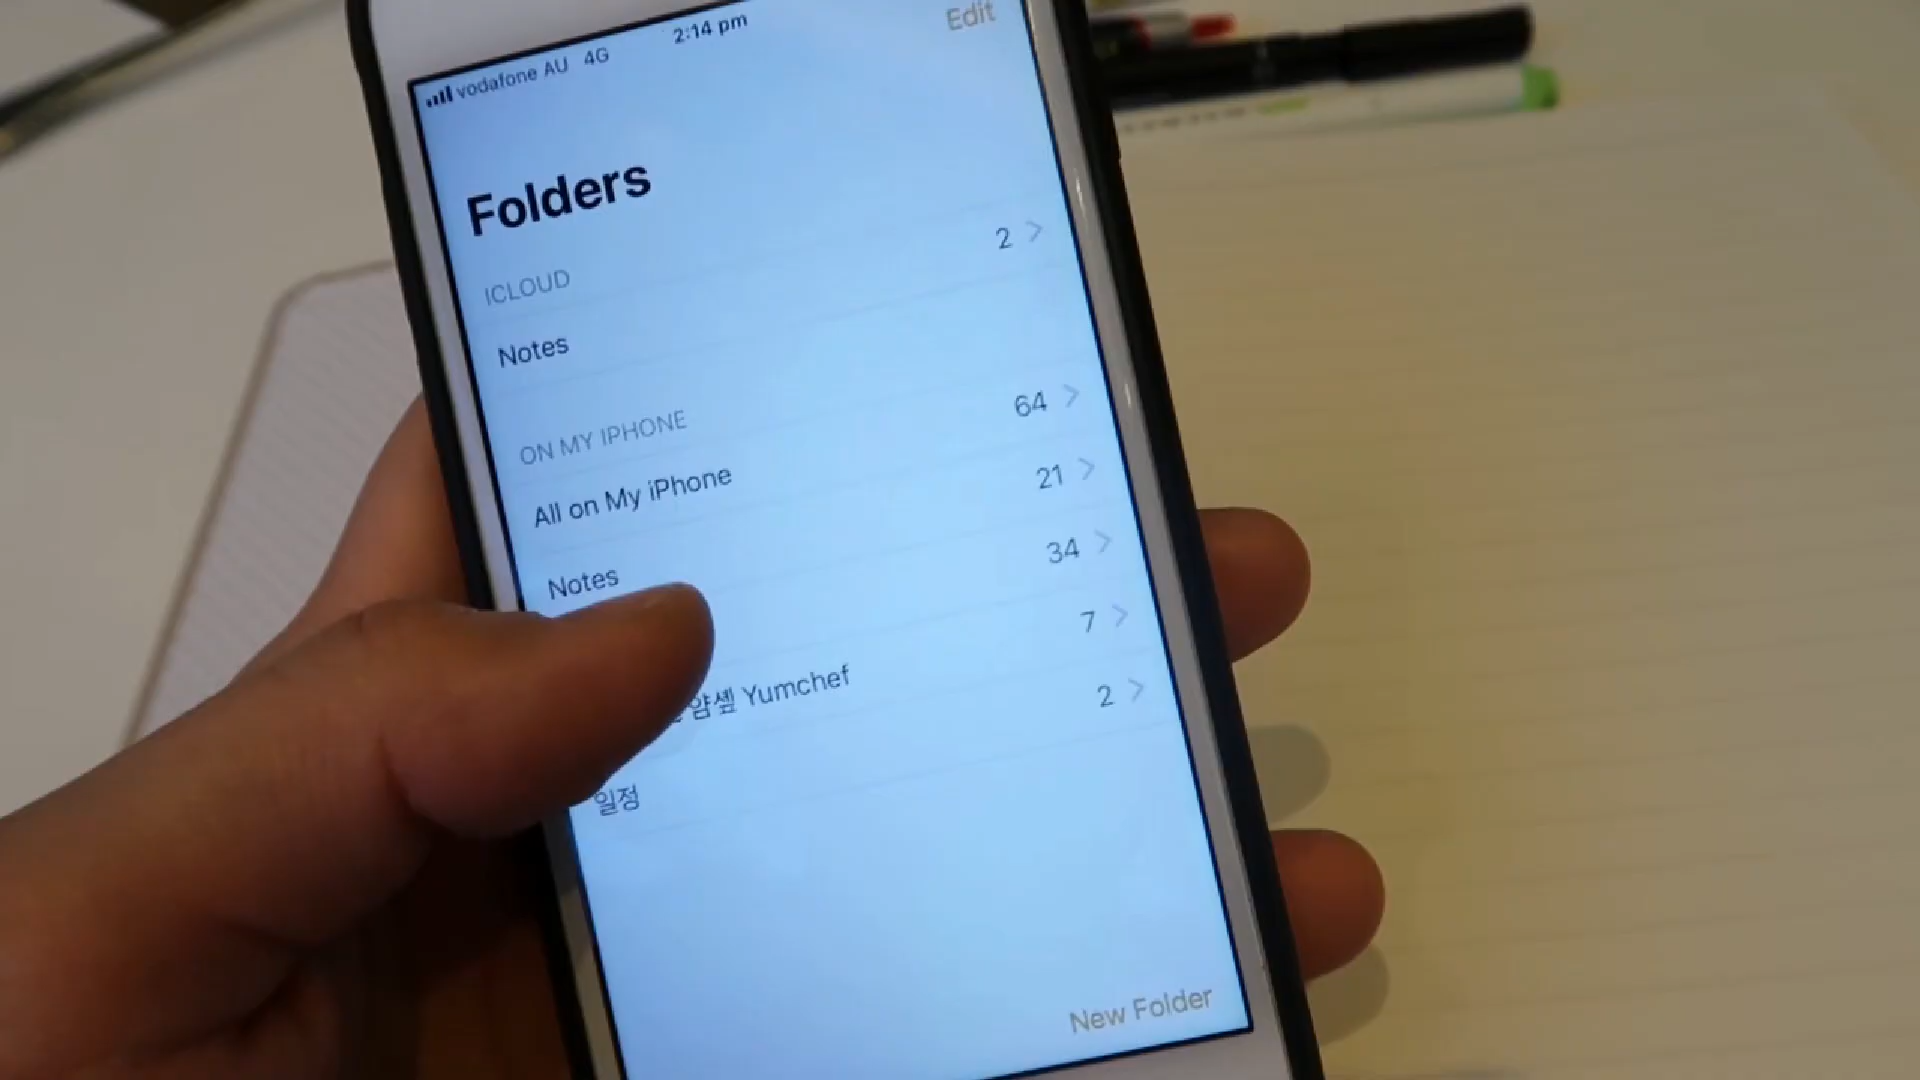 vodafone AU 4G 2:14 pm
Edit
Folders
ICLOUD
Notes 2
ON MY IPHONE
All on My iPhone 64
Notes 21
34
얌셒 Yumchef 7
일정 2
New Folder